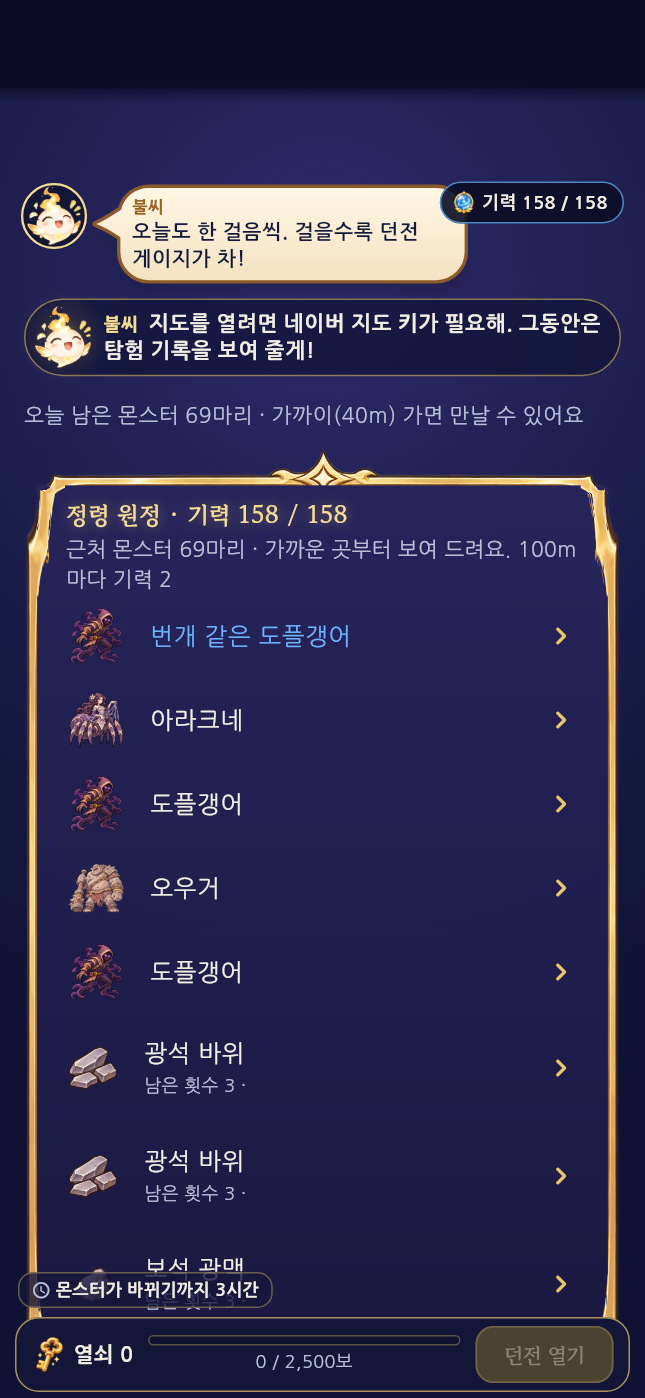 불씨
오늘도 한 걸음씩. 걸을수록 던전
게이지가 차!
기력 158 / 158
불씨 지도를 열려면 네이버 지도 키가 필요해. 그동안은
탐험 기록을 보여 줄게!
오늘 남은 몬스터 69마리 · 가까이(40m) 가면 만날 수 있어요
정령 원정 · 기력 158 / 158
근처 몬스터 69마리 · 가까운 곳부터 보여 드려요. 100m
마다 기력 2
번개 같은 도플갱어
아라크네
도플갱어
오우거
도플갱어
광석 바위
남은 횟수 3 ·
광석 바위
남은 횟수 3 ·
보석 광맥
남은 횟수 3 ·
몬스터가 바뀌기까지 3시간
열쇠 0
0 / 2,500보
던전 열기